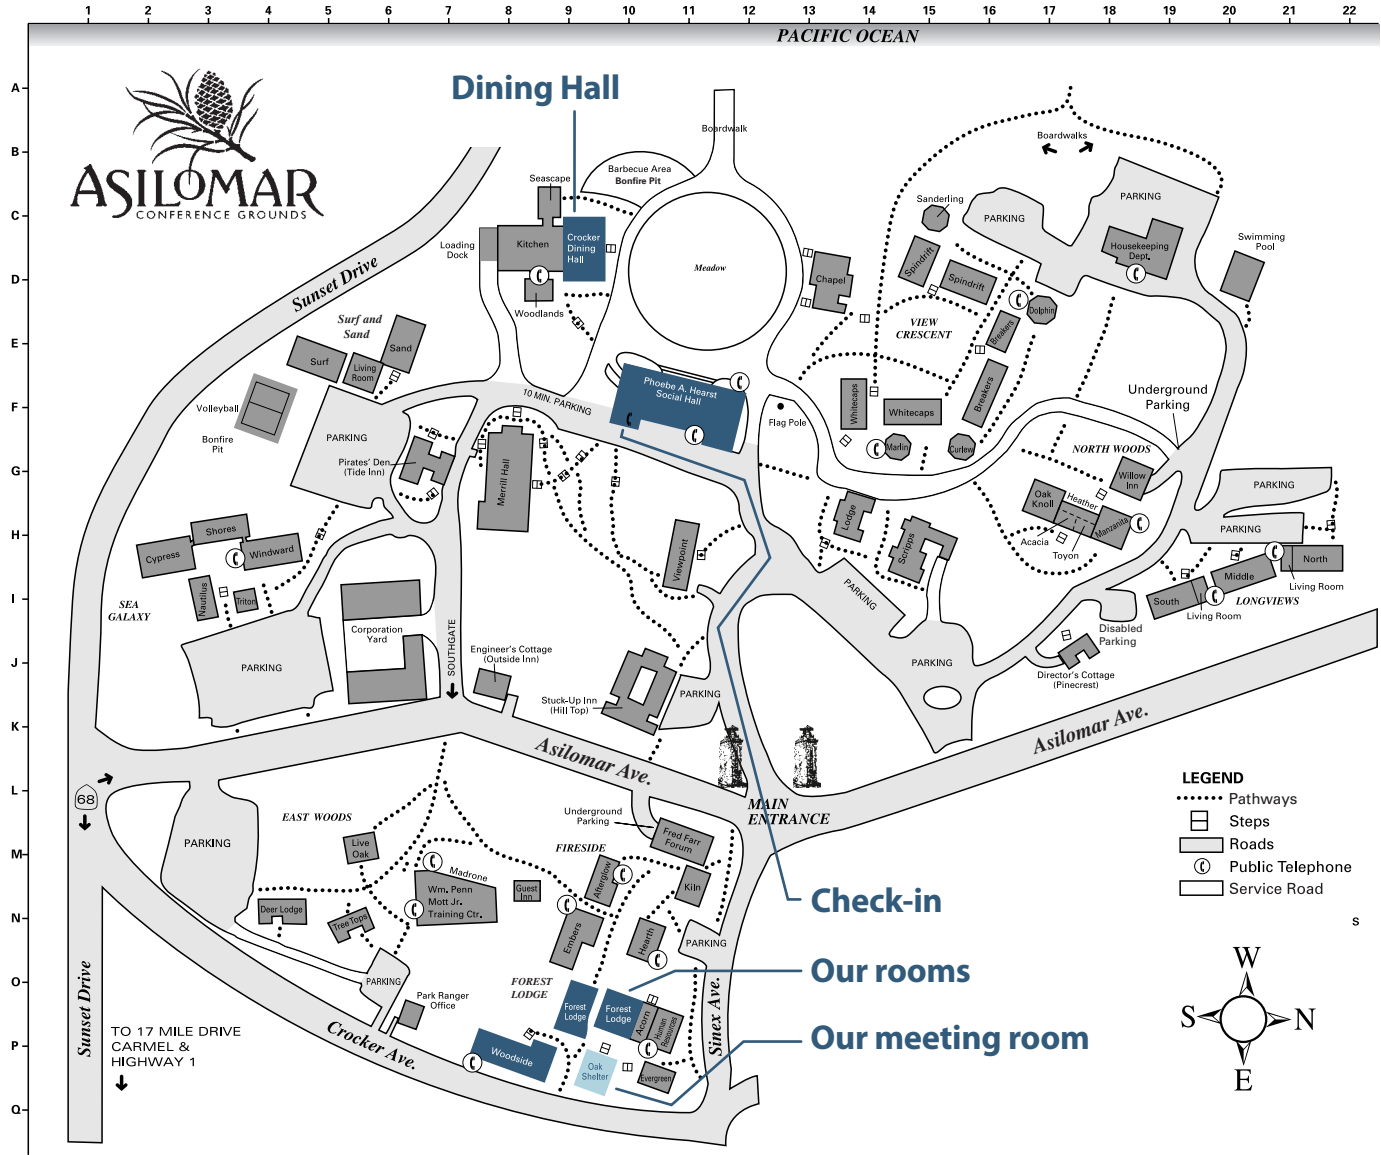 1 2 3 4 5 6 7 8 9 10 11 12 13 14 15 16 17 18 19 20 21 22
PACIFIC OCEAN
A
B
C
D
E
F
G
H
I
J
K
L
M
N
O
P
Q
ASILOMAR
CONFERENCE GROUNDS
Dining Hall
Boardwalk
Boardwalks
Barbecue Area
Bonfire Pit
Seascape
Sanderling
PARKING
PARKING
Loading
Dock
Kitchen
Crocker
Dining
Hall
Woodlands
Meadow
Chapel
Spindrift
Spindrift
Housekeeping
Dept.
Swimming
Pool
Sunset Drive
Surf and
Sand
Surf
Living
Room
Sand
VIEW
CRESCENT
Dolphin
Breakers
Breakers
Volleyball
Bonfire
Pit
PARKING
10 MIN. PARKING
Phoebe A. Hearst
Social Hall
Flag Pole
Whitecaps
Whitecaps
Marlin
Curlew
Underground
Parking
NORTH WOODS
Pirates' Den
(Tide Inn)
Merrill Hall
Willow
Inn
Oak
Knoll
Heather
Manzanita
Acacia
Toyon
PARKING
PARKING
Shores
Cypress
Windward
Nautilus
Triton
Viewpoint
Lodge
Scripps
North
Middle
South
Living Room
Living Room
LONGVIEWS
SEA
GALAXY
Corporation
Yard
SOUTHGATE
PARKING
PARKING
PARKING
Disabled
Parking
Engineer's Cottage
(Outside Inn)
Stuck-Up Inn
(Hill Top)
PARKING
Director's Cottage
(Pinecrest)
Asilomar Ave.
Asilomar Ave.
68
MAIN
ENTRANCE
LEGEND
Pathways
Steps
Roads
Public Telephone
Service Road
EAST WOODS
PARKING
Underground
Parking
Fred Farr
Forum
FIRESIDE
Live
Oak
Madrone
Wm. Penn
Mott Jr.
Training Ctr.
Guest
Inn
Afterglow
Kiln
Deer Lodge
Tree Tops
Embers
Hearth
PARKING
Check-in
S
FOREST
LODGE
Our rooms
PARKING
Park Ranger
Office
Forest
Lodge
Forest
Lodge
Acorn
Human
Resources
Woodside
Oak
Shelter
Evergreen
Our meeting room
Sunset Drive
Crocker Ave.
Sinex Ave.
TO 17 MILE DRIVE
CARMEL &
HIGHWAY 1
W
S N
E